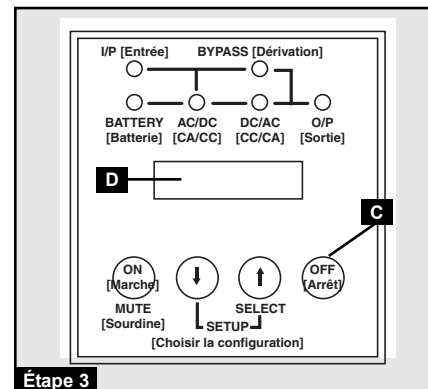 I/P [Entrée] BYPASS [Dérivation]
BATTERY AC/DC DC/AC O/P
[Batterie] [CA/CC] [CC/CA] [Sortie]
D
C
ON OFF
[Marche] [Arrêt]
MUTE SELECT
[Sourdine] SETUP
[Choisir la configuration]
Étape 3